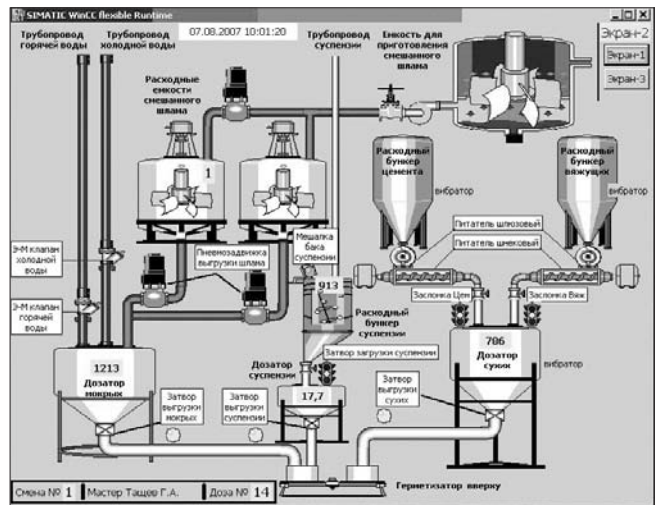 SIMATIC WinCC flexible Runtime
Трубопровод горячей воды
Трубопровод холодной воды
07.08.2007 10:01:20
Трубопровод суспензии
Емкость для приготовления смешанного шлама
Экран-2
Экран-1
Экран-3
Расходные емкости смешанного шлама
1
Расходный бункер цемента
Расходный бункер вяжущих
вибратор
вибратор
Э-М клапан холодной воды
Пневмозадвижка выгрузки шлама
Мешалка бака суспензии
Питатель шлюзовый
Питатель шнековый
913
Заслонка Цем
Заслонка Вяж
Э-М клапан горячей воды
Расходный бункер суспензии
1213
Дозатор мокрых
Дозатор суспензии
Затвор загрузки суспензии
786
Дозатор сухих
вибратор
17,7
Затвор выгрузки мокрых
Затвор выгрузки суспензии
Затвор выгрузки сухих
Герметизатор вверху
Смена № 1
Мастер Тащев Г.А.
Доза № 14